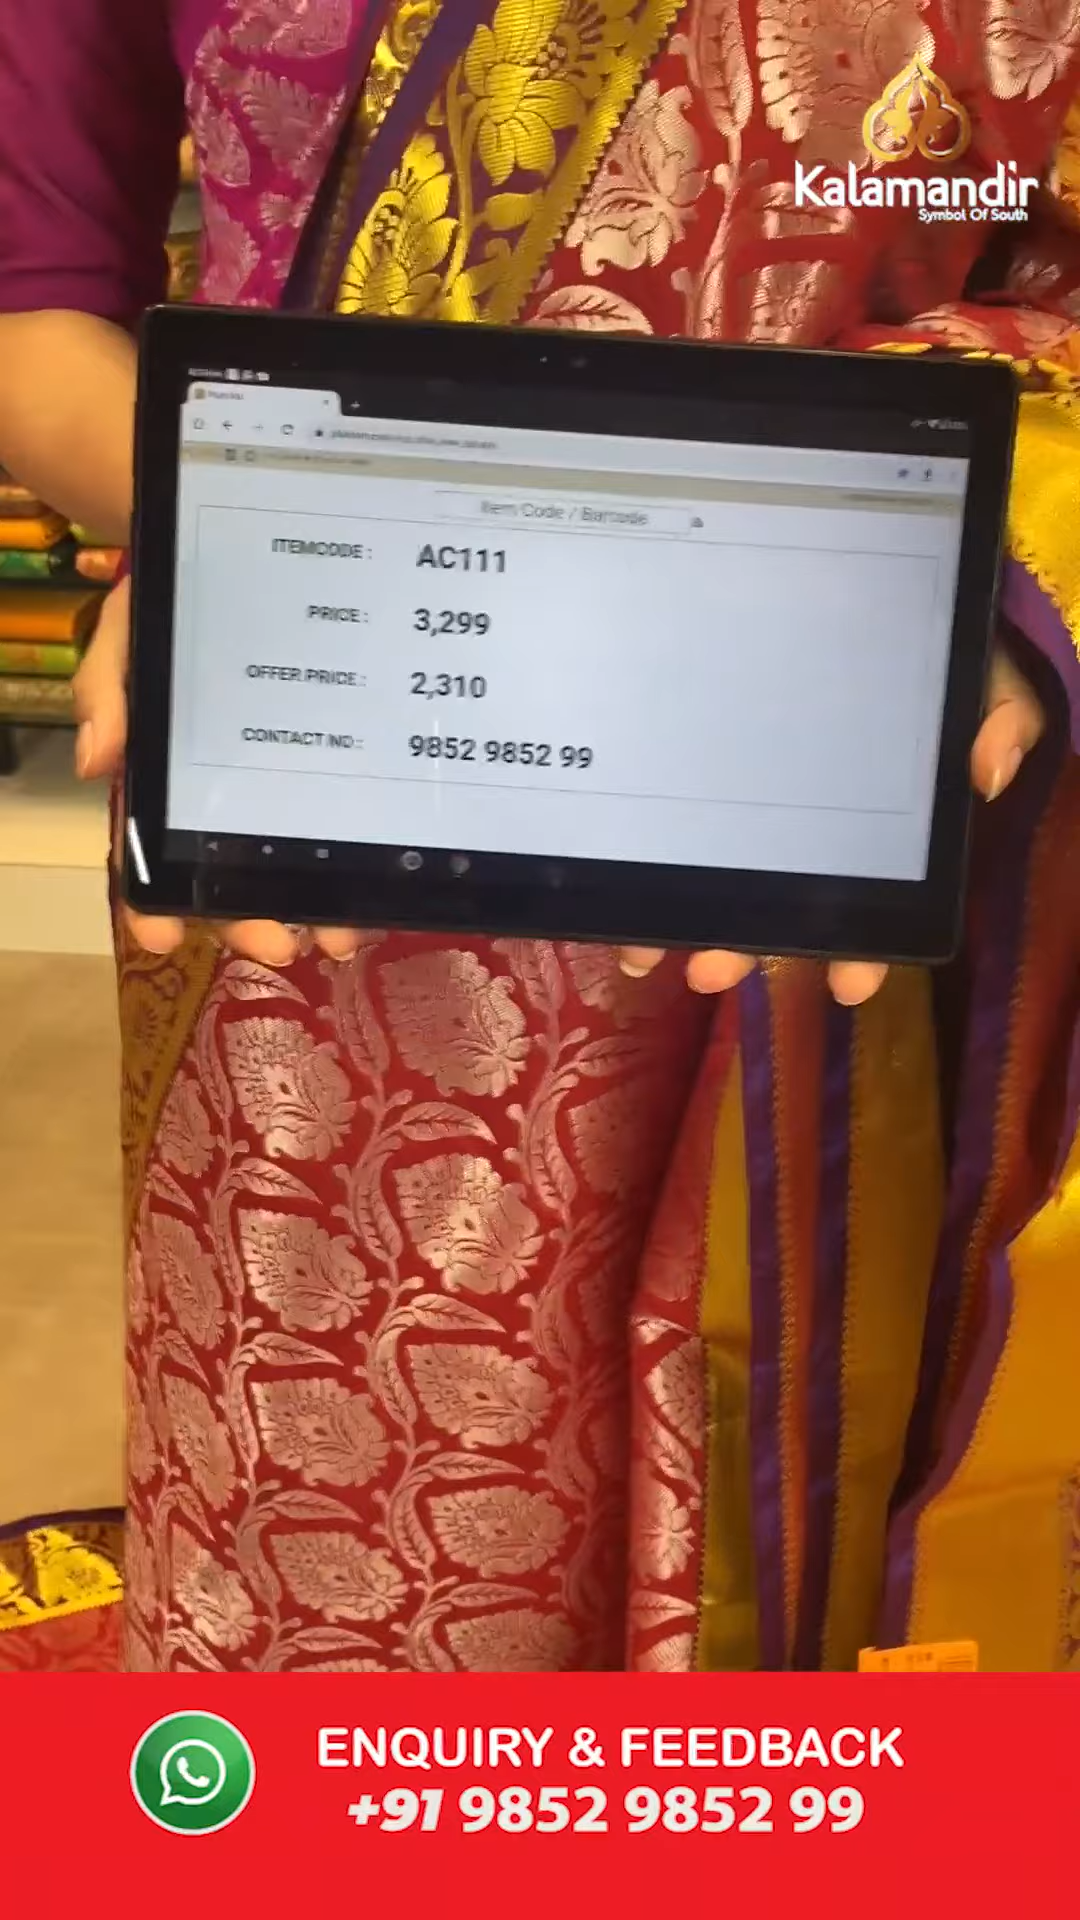 Kalamandir
Symbol Of South
Item Code / Barcode
ITEMCODE : AC111
PRICE : 3,299
OFFER PRICE : 2,310
CONTACT NO : 9852 9852 99
ENQUIRY & FEEDBACK
+91 9852 9852 99